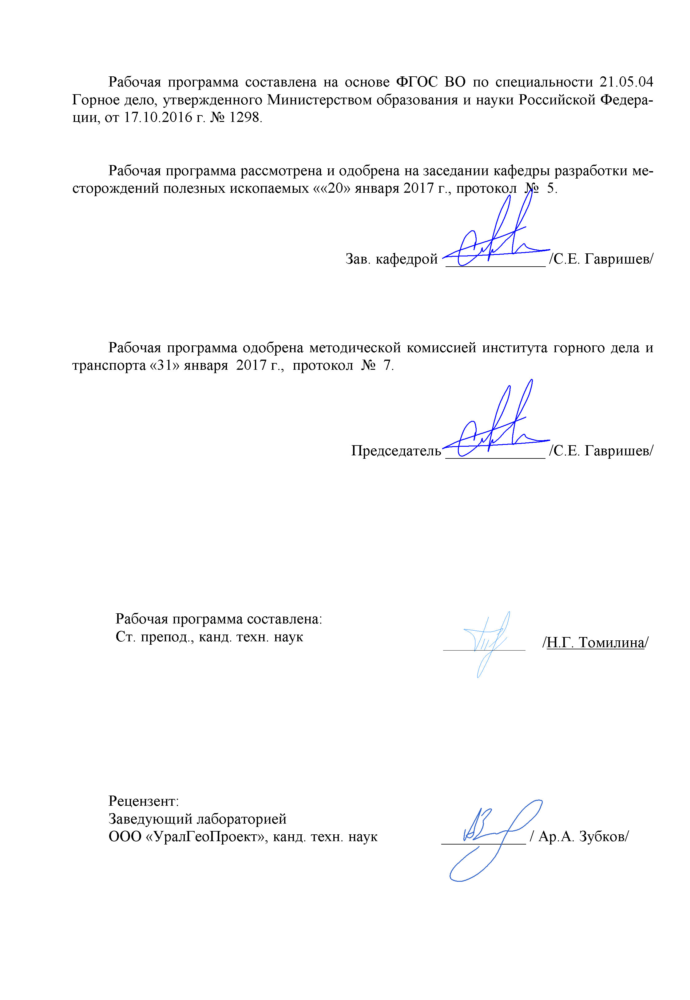 Рабочая программа составлена на основе ФГОС ВО по специальности 21.05.04
Горное дело, утвержденного Министерством образования и науки Российской Федера-
ции, от 17.10.2016 г. № 1298.
Рабочая программа рассмотрена и одобрена на заседании кафедры разработки ме-
сторождений полезных ископаемых ««20» января 2017 г., протокол № 5.
Зав. кафедрой _____________ /С.Е. Гавришев/
Рабочая программа одобрена методической комиссией института горного дела и
транспорта «31» января 2017 г., протокол № 7.
Председатель _____________ /С.Е. Гавришев/
Рабочая программа составлена:
Ст. препод., канд. техн. наук
___________ /Н.Г. Томилина/
Рецензент:
Заведующий лабораторией
ООО «УралГеоПроект», канд. техн. наук ___________ / Ар.А. Зубков/